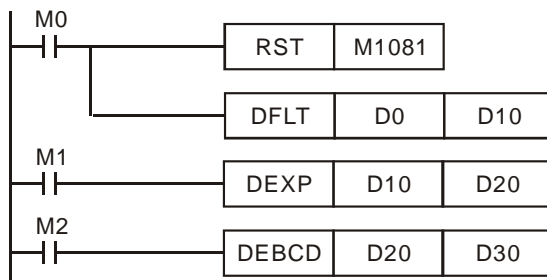 M0
RST M1081
DFLT D0 D10
M1
DEXP D10 D20
M2
DEBCD D20 D30